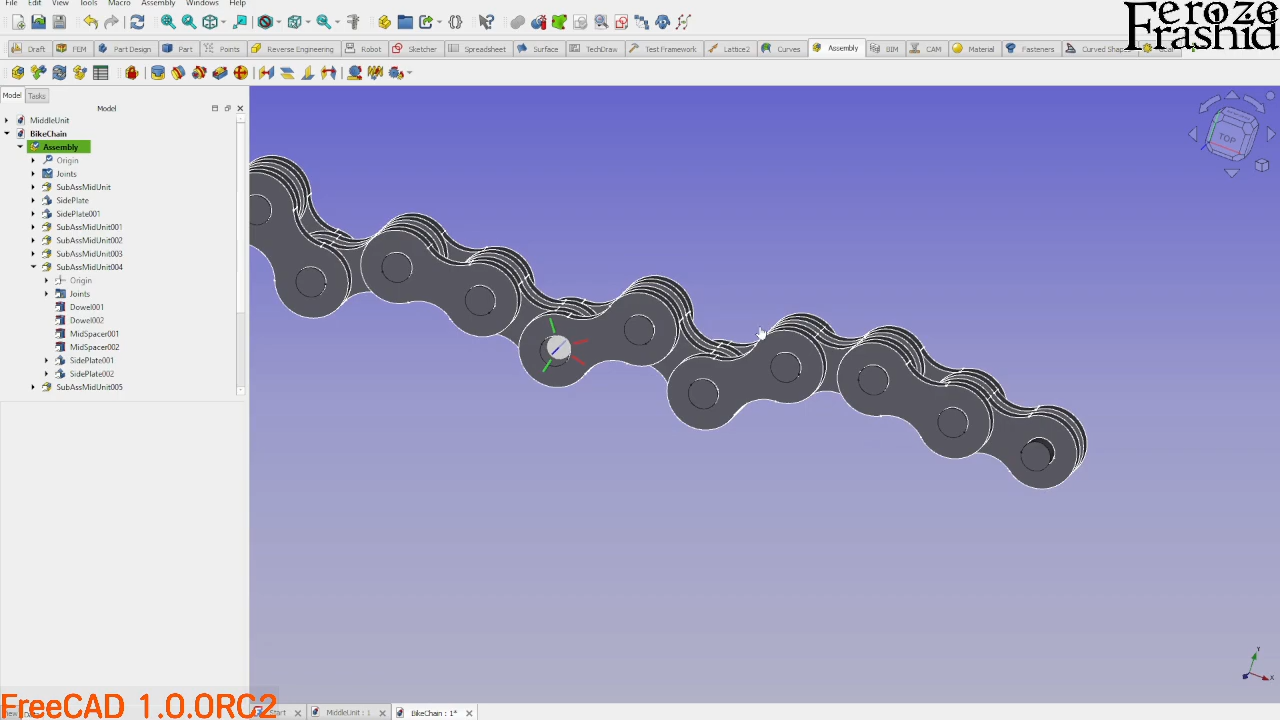 File Edit View Tools Macro Assembly Windows Help
Feroze
Frashid
Draft FEM Part Design Part Points Reverse Engineering Robot Sketcher Spreadsheet Surface TechDraw Test Framework Lattice2 Curves Assembly BIM CAM Material Fasteners Curved
Model Tasks
Model
MiddleUnit
BikeChain
Assembly
Origin
Joints
SubAssMidUnit
SidePlate
SidePlate001
SubAssMidUnit001
SubAssMidUnit002
SubAssMidUnit003
SubAssMidUnit004
Origin
Joints
Dowel001
Dowel002
MidSpacer001
MidSpacer002
SidePlate001
SidePlate002
SubAssMidUnit005
TOP
Y
X
FreeCAD 1.0.0RC2
Start MiddleUnit : 1 BikeChain : 1*